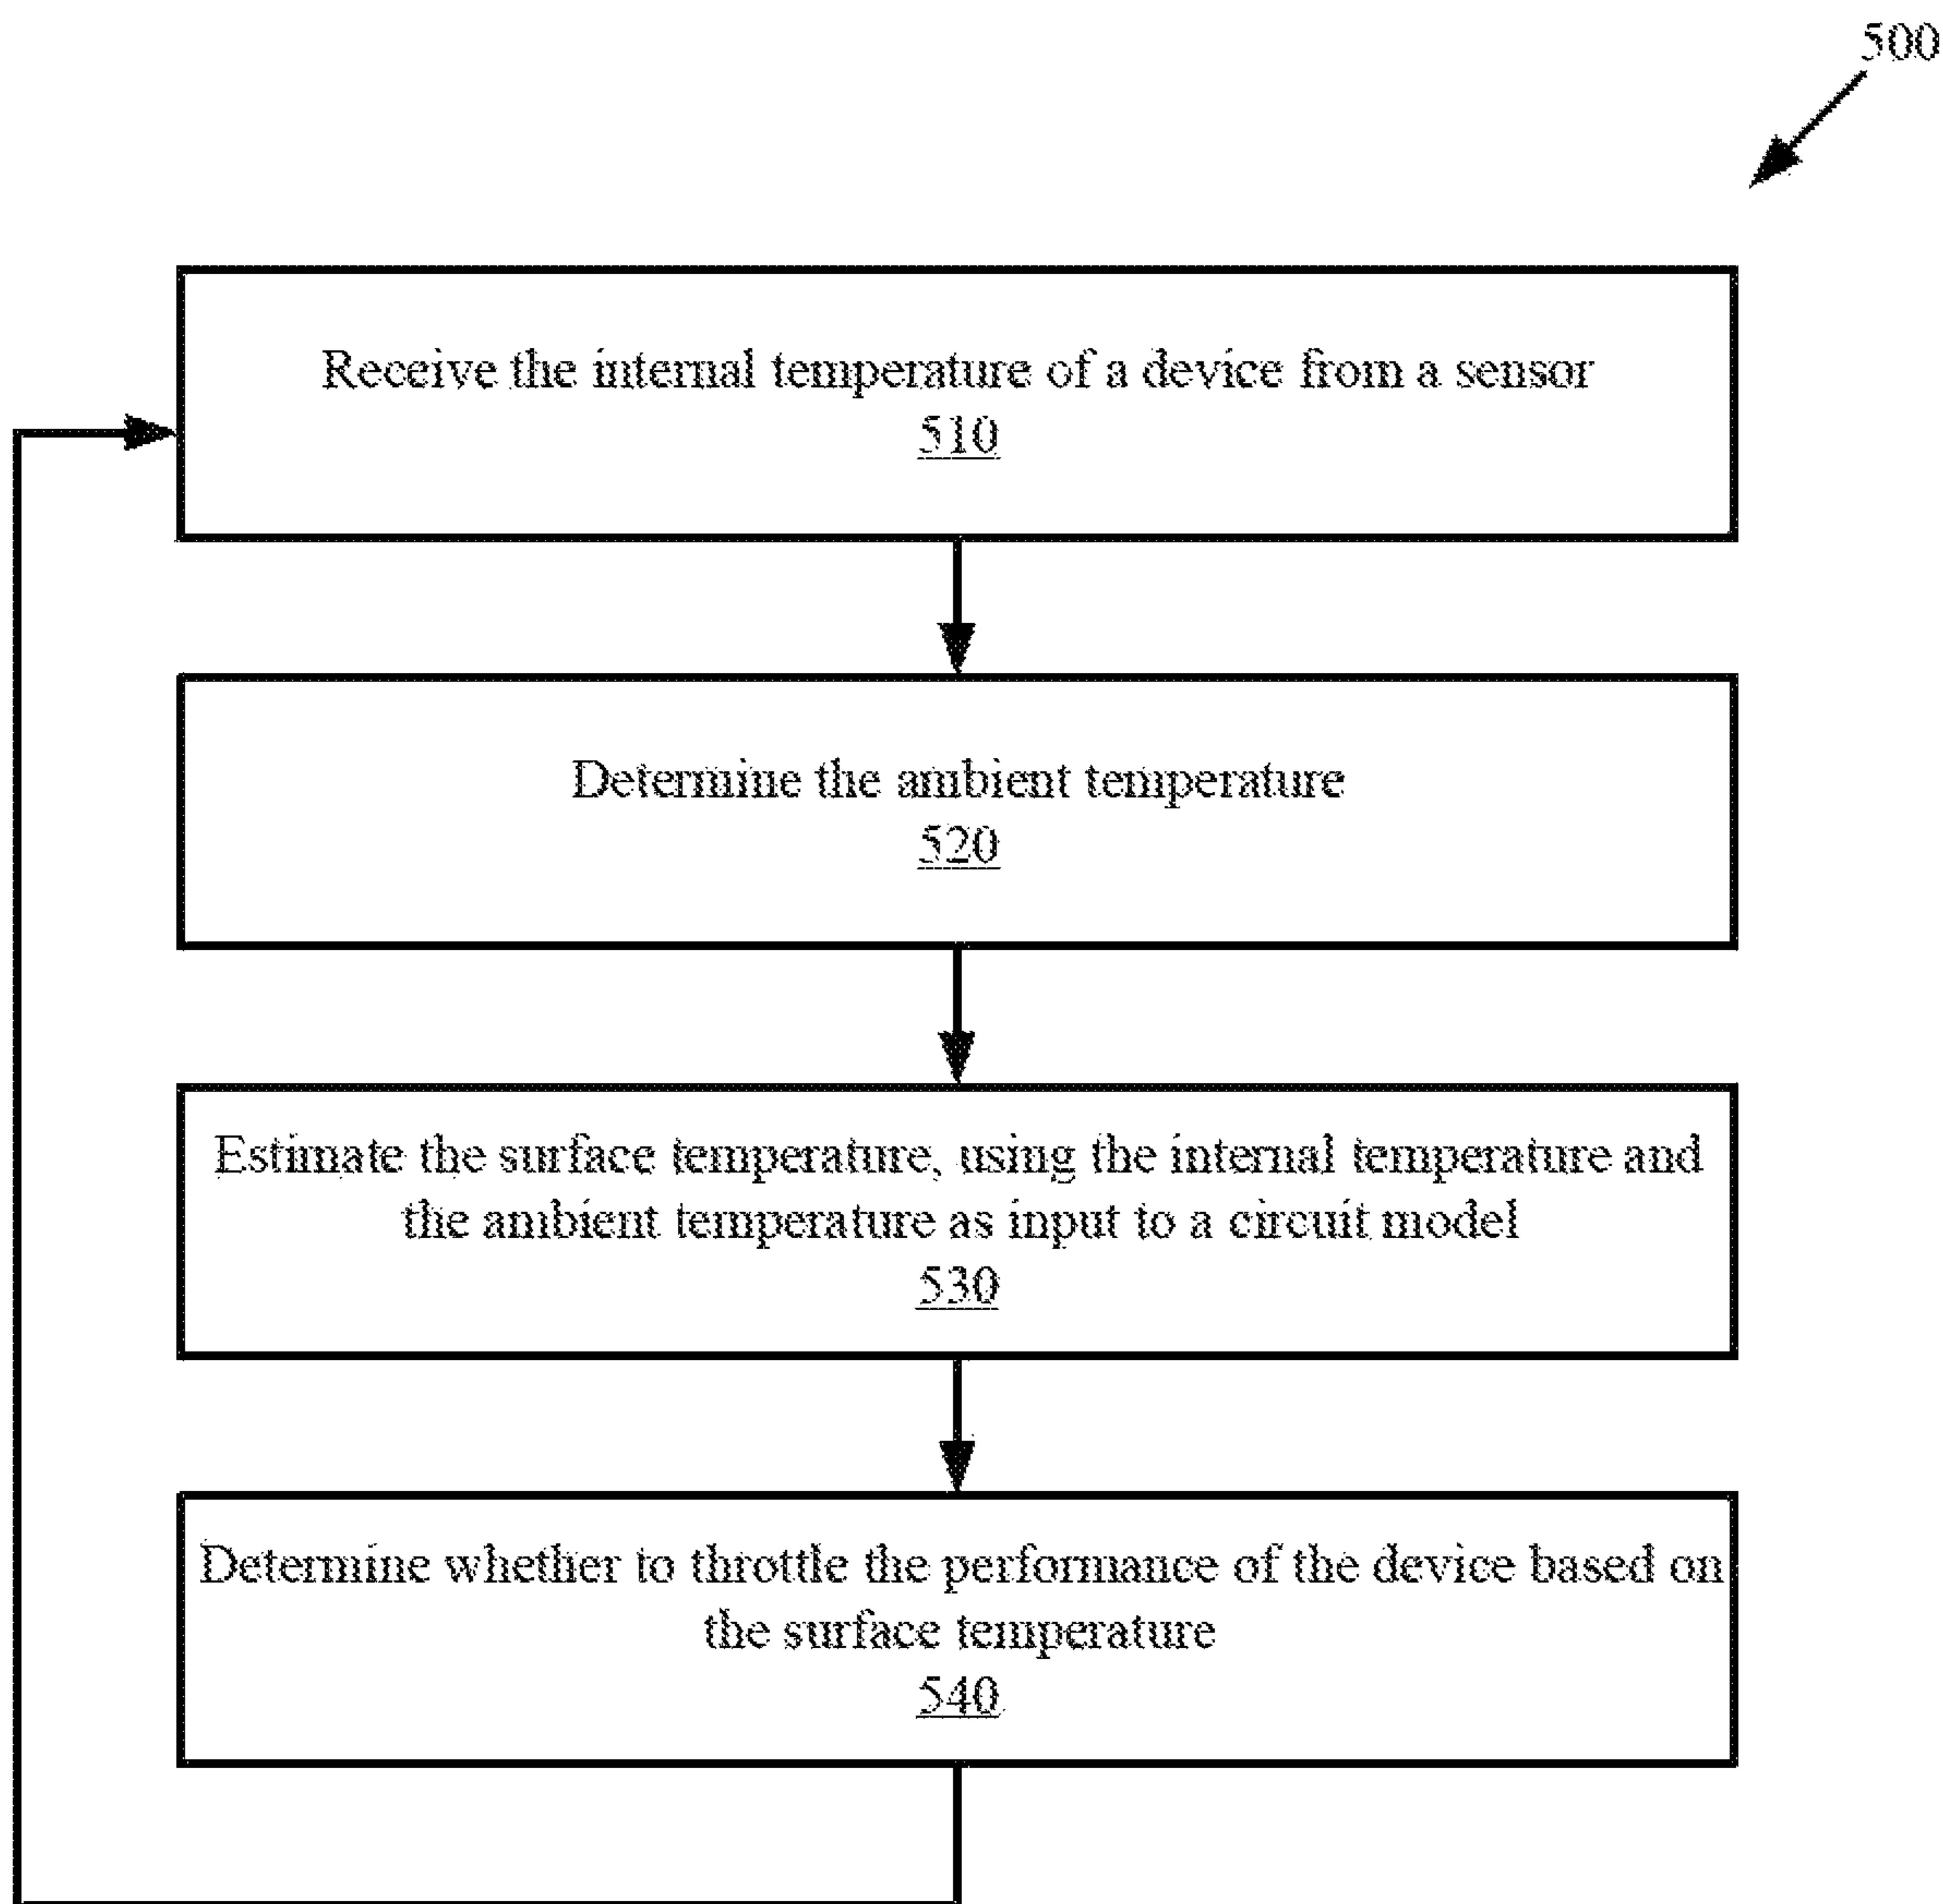 500
Receive the internal temperature of a device from a sensor
510
Determine the ambient temperature
520
Estimate the surface temperature, using the internal temperature and
the ambient temperature as input to a circuit model
530
Determine whether to throttle the performance of the device based on
the surface temperature
540